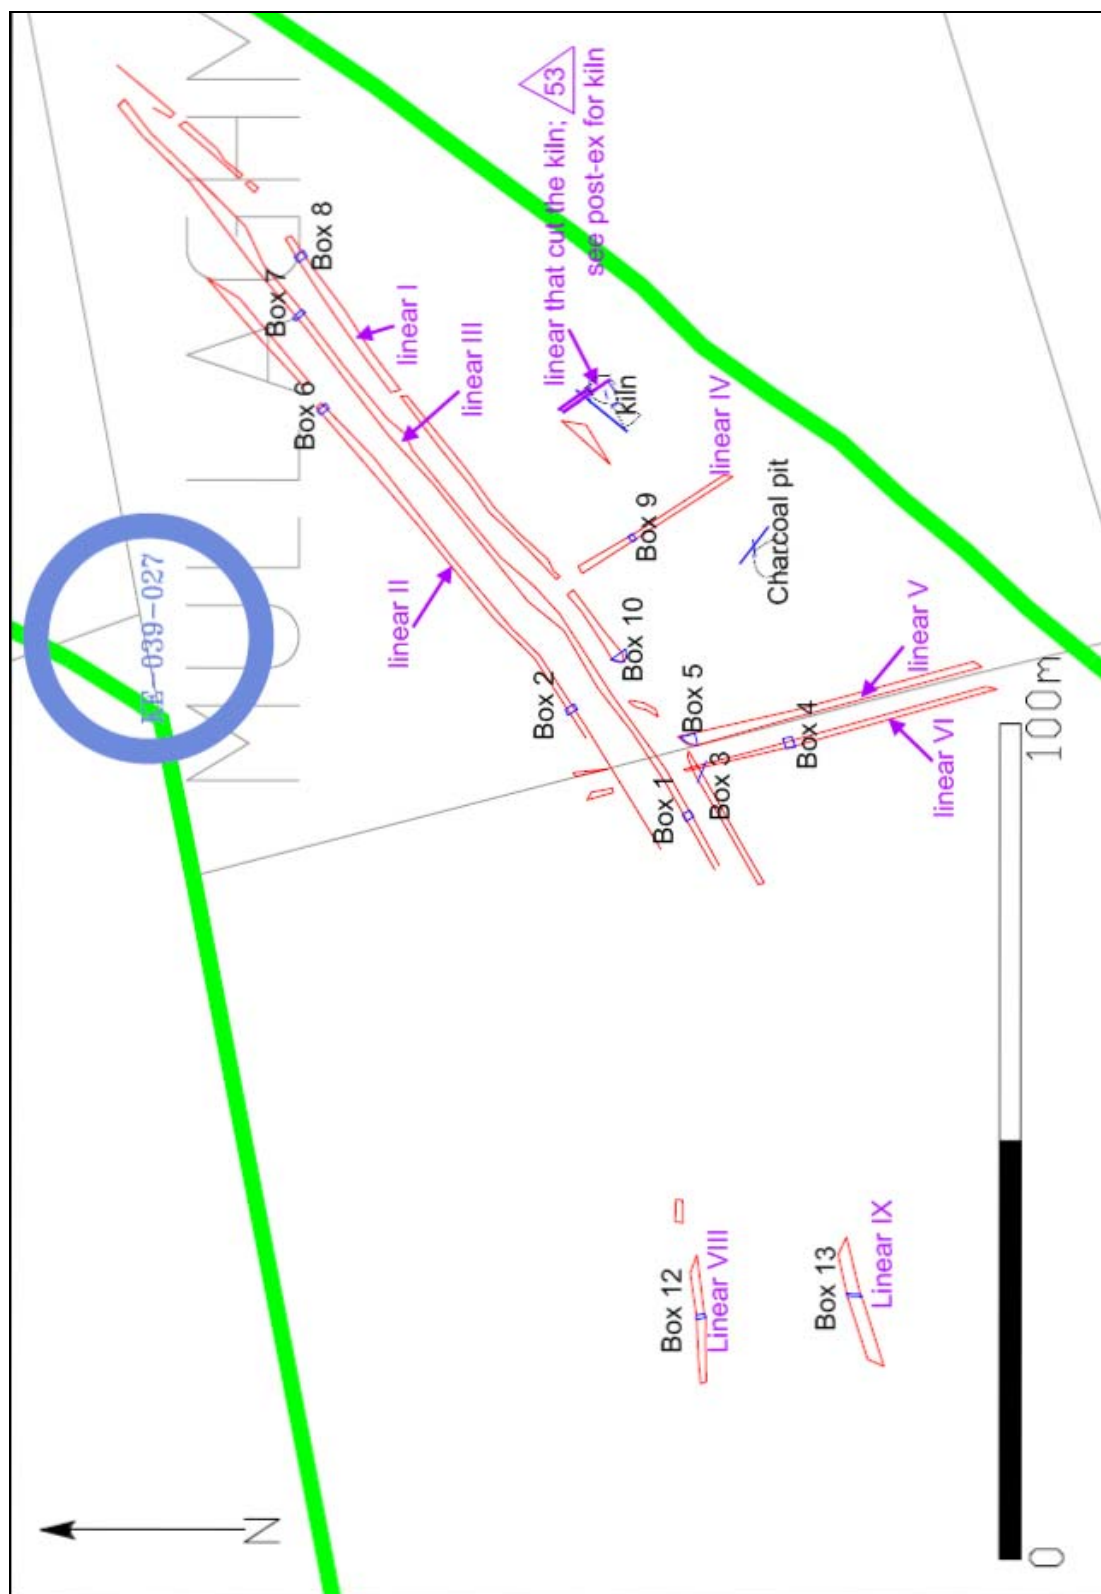 KE-039-027
MULLAGHM
N
Box 6
Box 7
Box 8
linear I
linear II
linear III
linear that cut the kiln; 53
see post-ex for kiln
kiln
Box 2
Box 9
Box 10
linear IV
Box 1
Box 3
Box 5
Charcoal pit
Box 12
Linear VIII
Box 4
Box 13
Linear IX
linear V
linear VI
0
100m